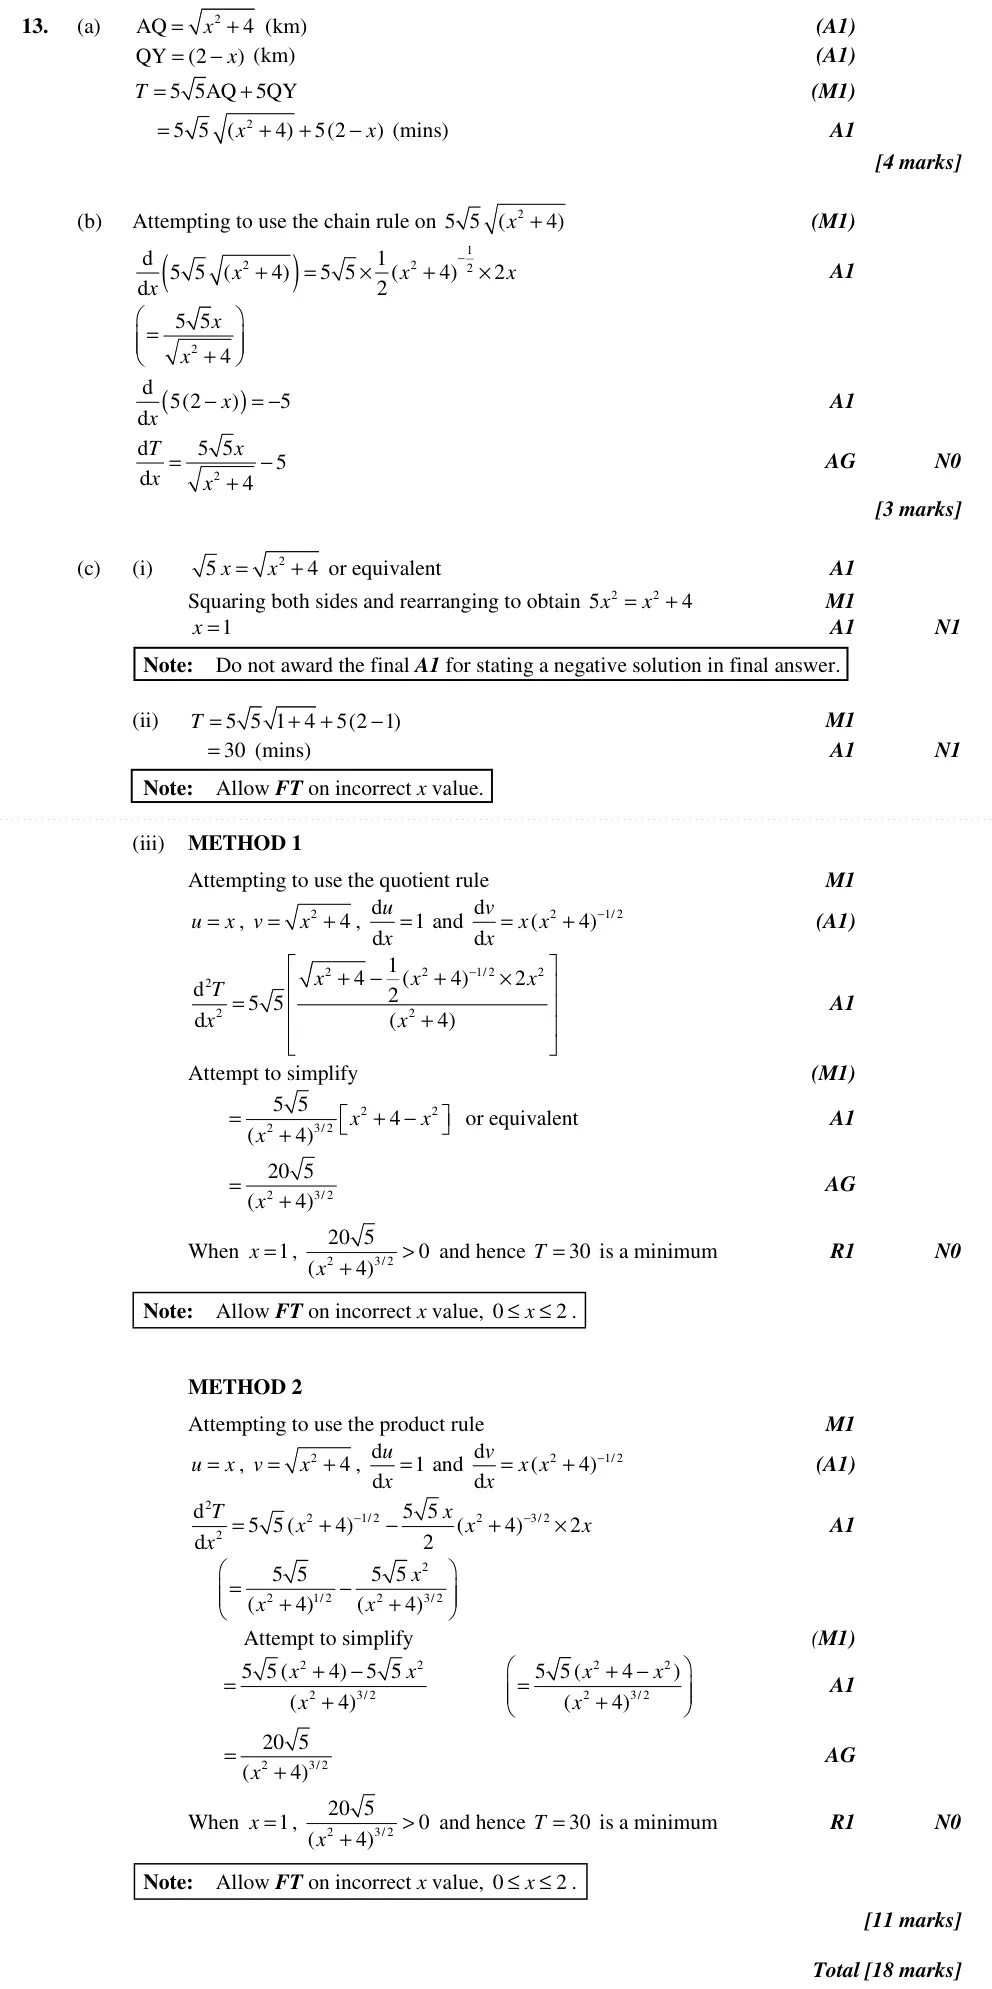 13. (a) AQ = √(x² + 4) (km) (A1)
QY = (2 − x) (km) (A1)
T = 5√5 AQ + 5QY (M1)
= 5√5 √(x² + 4) + 5(2 − x) (mins) A1
[4 marks]
(b) Attempting to use the chain rule on 5√5 √(x² + 4) (M1)
d/dx (5√5 √(x² + 4)) = 5√5 × 1/2 (x² + 4)^(−1/2) × 2x A1
(= 5√5x / √(x² + 4))
d/dx (5(2 − x)) = −5 A1
dT/dx = 5√5x / √(x² + 4) − 5 AG N0
[3 marks]
(c) (i) √5 x = √(x² + 4) or equivalent A1
Squaring both sides and rearranging to obtain 5x² = x² + 4 M1
x = 1 A1 N1
Note: Do not award the final A1 for stating a negative solution in final answer.
(ii) T = 5√5 √(1 + 4) + 5(2 − 1) M1
= 30 (mins) A1 N1
Note: Allow FT on incorrect x value.
(iii) METHOD 1
Attempting to use the quotient rule M1
u = x, v = √(x² + 4), du/dx = 1 and dv/dx = x(x² + 4)^(−1/2) (A1)
d²T/dx² = 5√5 [ (√(x² + 4) − 1/2 (x² + 4)^(−1/2) × 2x²) / (x² + 4) ] A1
Attempt to simplify (M1)
= 5√5 / (x² + 4)^(3/2) [x² + 4 − x²] or equivalent A1
= 20√5 / (x² + 4)^(3/2) AG
When x = 1, 20√5 / (x² + 4)^(3/2) > 0 and hence T = 30 is a minimum R1 N0
Note: Allow FT on incorrect x value, 0 ≤ x ≤ 2.
METHOD 2
Attempting to use the product rule M1
u = x, v = √(x² + 4), du/dx = 1 and dv/dx = x(x² + 4)^(−1/2) (A1)
d²T/dx² = 5√5 (x² + 4)^(−1/2) − 5√5 x / 2 (x² + 4)^(−3/2) × 2x A1
(= 5√5 / (x² + 4)^(1/2) − 5√5 x² / (x² + 4)^(3/2))
Attempt to simplify (M1)
= (5√5 (x² + 4) − 5√5 x²) / (x² + 4)^(3/2) (= 5√5 (x² + 4 − x²) / (x² + 4)^(3/2)) A1
= 20√5 / (x² + 4)^(3/2) AG
When x = 1, 20√5 / (x² + 4)^(3/2) > 0 and hence T = 30 is a minimum R1 N0
Note: Allow FT on incorrect x value, 0 ≤ x ≤ 2.
[11 marks]
Total [18 marks]